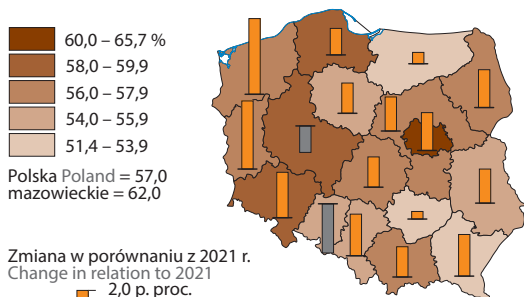 60,0 – 65,7 %
58,0 – 59,9
56,0 – 57,9
54,0 – 55,9
51,4 – 53,9
Polska Poland = 57,0
mazowieckie = 62,0
Zmiana w porównaniu z 2021 r.
Change in relation to 2021
2,0 p. proc.